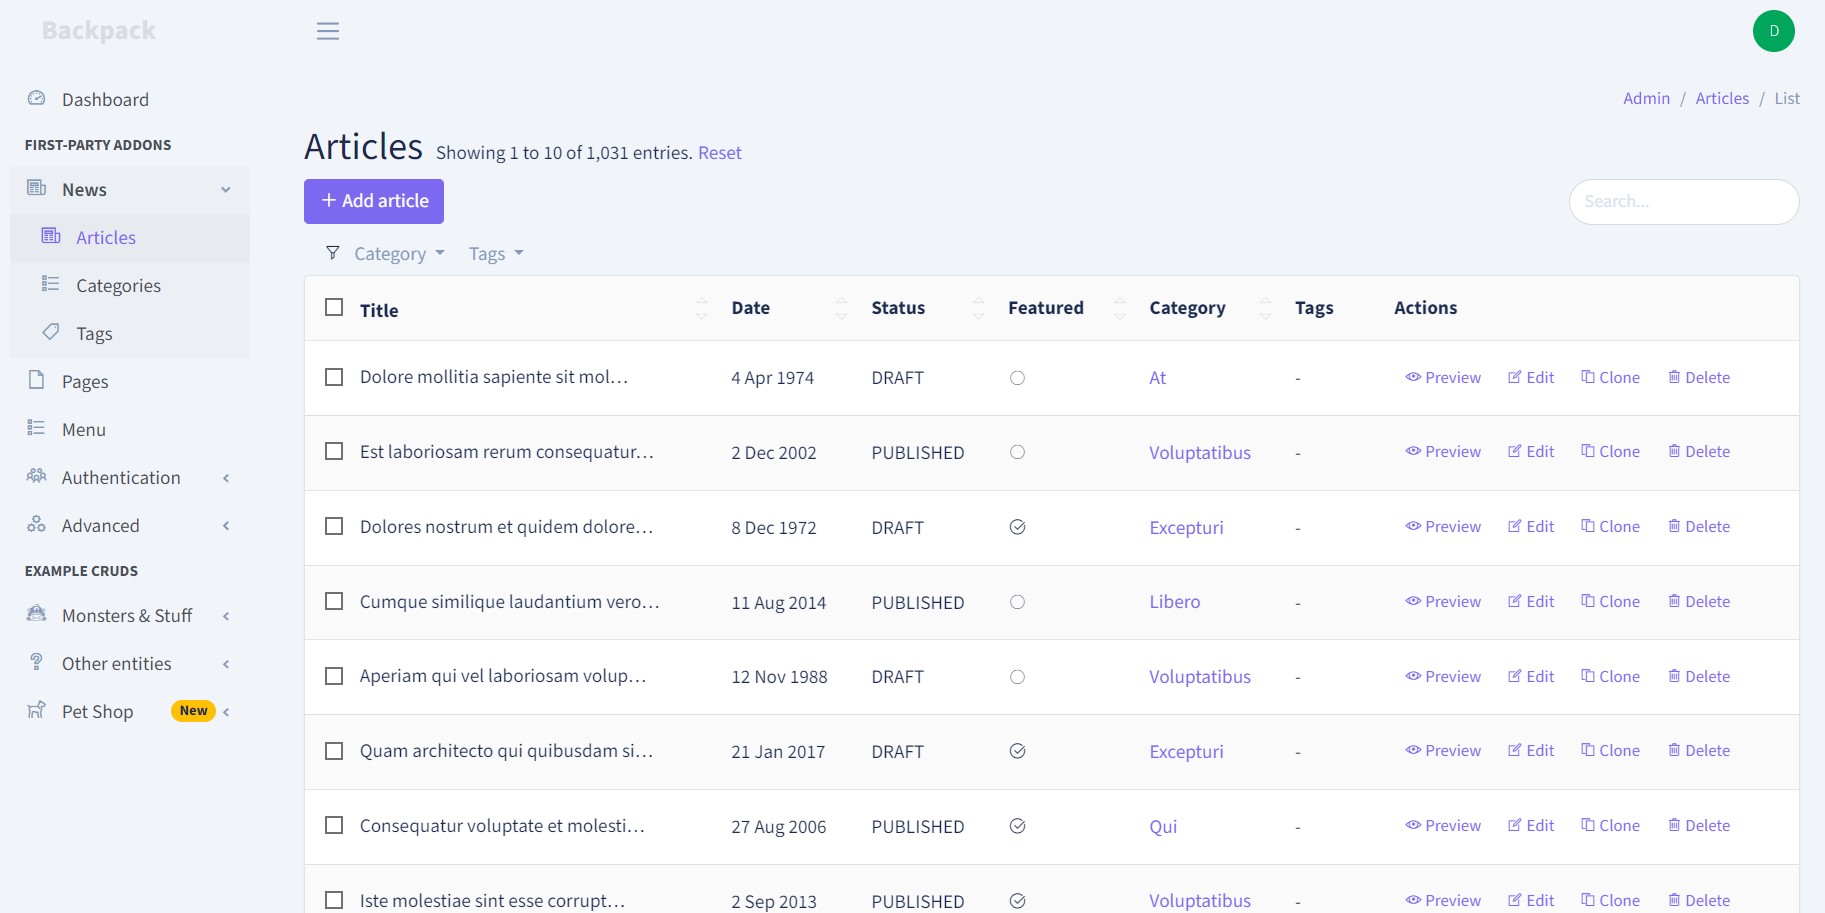 Backpack
D
Dashboard
FIRST-PARTY ADDONS
News
Articles
Categories
Tags
Pages
Menu
Authentication
Advanced
EXAMPLE CRUDS
Monsters & Stuff
Other entities
Pet Shop New
Admin / Articles / List
Articles Showing 1 to 10 of 1,031 entries. Reset
+ Add article
Search...
Category Tags
Title Date Status Featured Category Tags Actions
Dolore mollitia sapiente sit mol… 4 Apr 1974 DRAFT At - Preview Edit Clone Delete
Est laboriosam rerum consequatur… 2 Dec 2002 PUBLISHED Voluptatibus - Preview Edit Clone Delete
Dolores nostrum et quidem dolore… 8 Dec 1972 DRAFT Excepturi - Preview Edit Clone Delete
Cumque similique laudantium vero… 11 Aug 2014 PUBLISHED Libero - Preview Edit Clone Delete
Aperiam qui vel laboriosam volup… 12 Nov 1988 DRAFT Voluptatibus - Preview Edit Clone Delete
Quam architecto qui quibusdam si… 21 Jan 2017 DRAFT Excepturi - Preview Edit Clone Delete
Consequatur voluptate et molesti… 27 Aug 2006 PUBLISHED Qui - Preview Edit Clone Delete
Iste molestiae sint esse corrupt… 2 Sep 2013 PUBLISHED Voluptatibus - Preview Edit Clone Delete